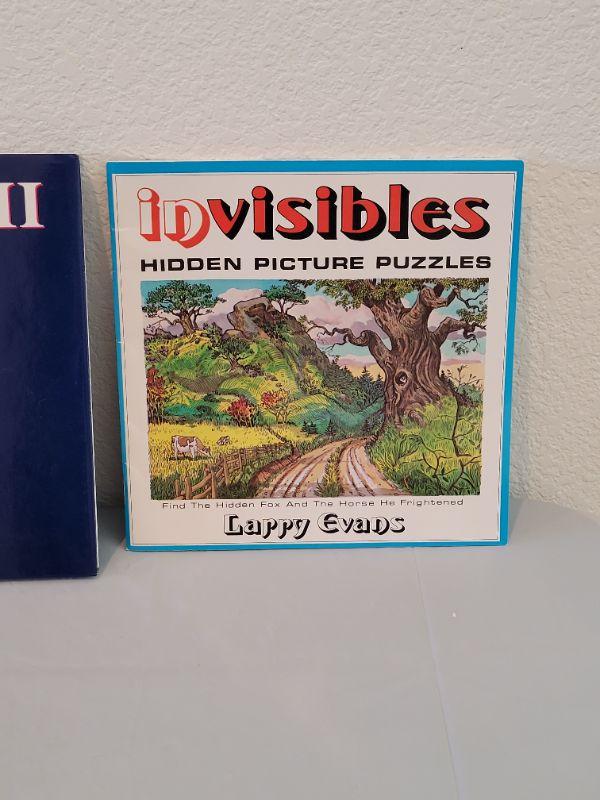 II
invisibles
HIDDEN PICTURE PUZZLES
Find The Hidden Fox And The Horse He Frightened
Larry Evans